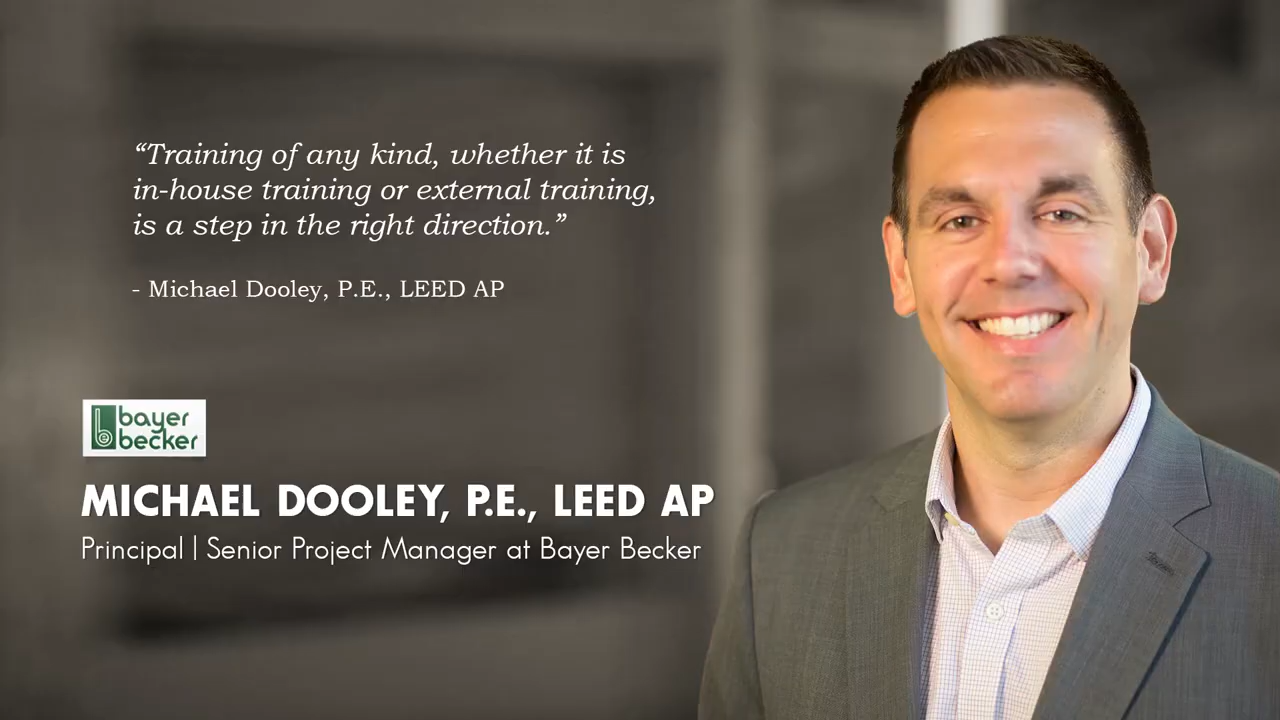 “Training of any kind, whether it is
in-house training or external training,
is a step in the right direction.”
- Michael Dooley, P.E., LEED AP
bayer
becker
MICHAEL DOOLEY, P.E., LEED AP
Principal | Senior Project Manager at Bayer Becker